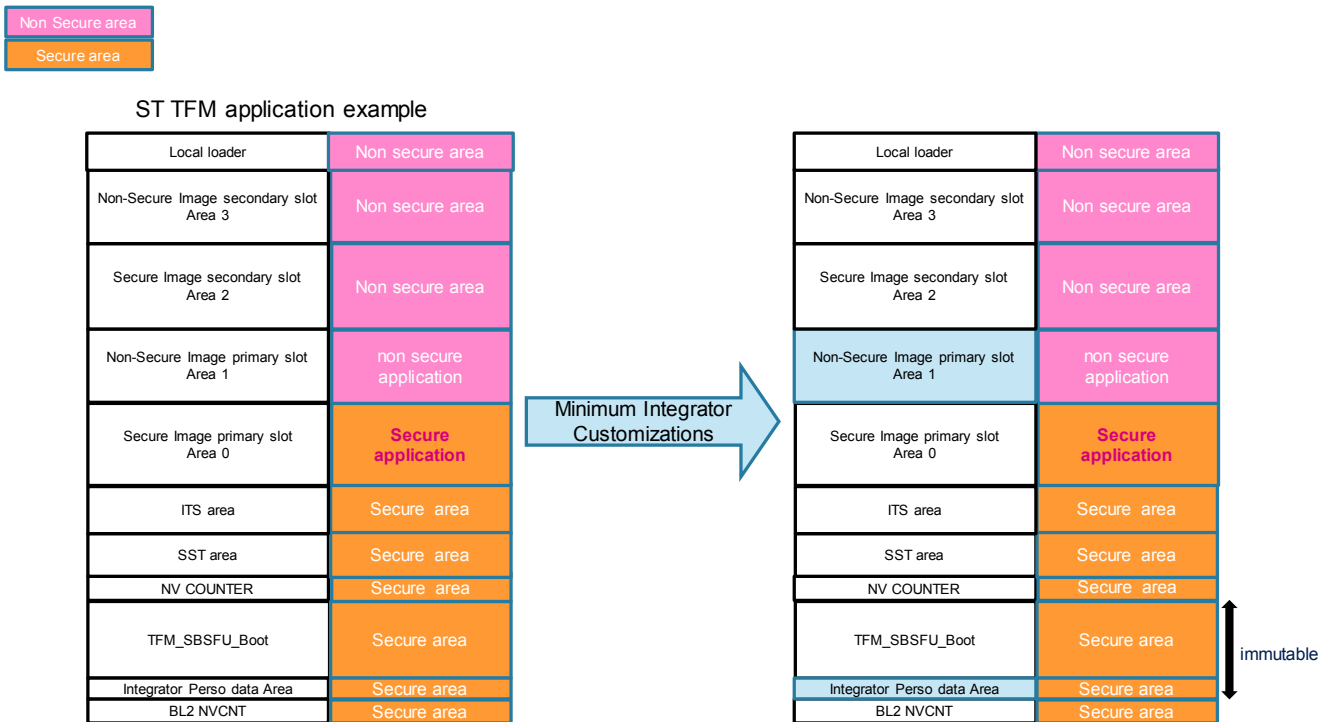 Non Secure area
Secure area
ST TFM application example
Local loader
Non secure area
Non-Secure Image secondary slot
Area 3
Non secure area
Secure Image secondary slot
Area 2
Non secure area
Non-Secure Image primary slot
Area 1
non secure
application
Secure Image primary slot
Area 0
Secure
application
ITS area
Secure area
SST area
Secure area
NV COUNTER
Secure area
TFM_SBSFU_Boot
Secure area
Integrator Perso data Area
Secure area
BL2 NVCNT
Secure area
Minimum Integrator
Customizations
Local loader
Non secure area
Non-Secure Image secondary slot
Area 3
Non secure area
Secure Image secondary slot
Area 2
Non secure area
Non-Secure Image primary slot
Area 1
non secure
application
Secure Image primary slot
Area 0
Secure
application
ITS area
Secure area
SST area
Secure area
NV COUNTER
Secure area
TFM_SBSFU_Boot
Secure area
immutable
Integrator Perso data Area
Secure area
BL2 NVCNT
Secure area